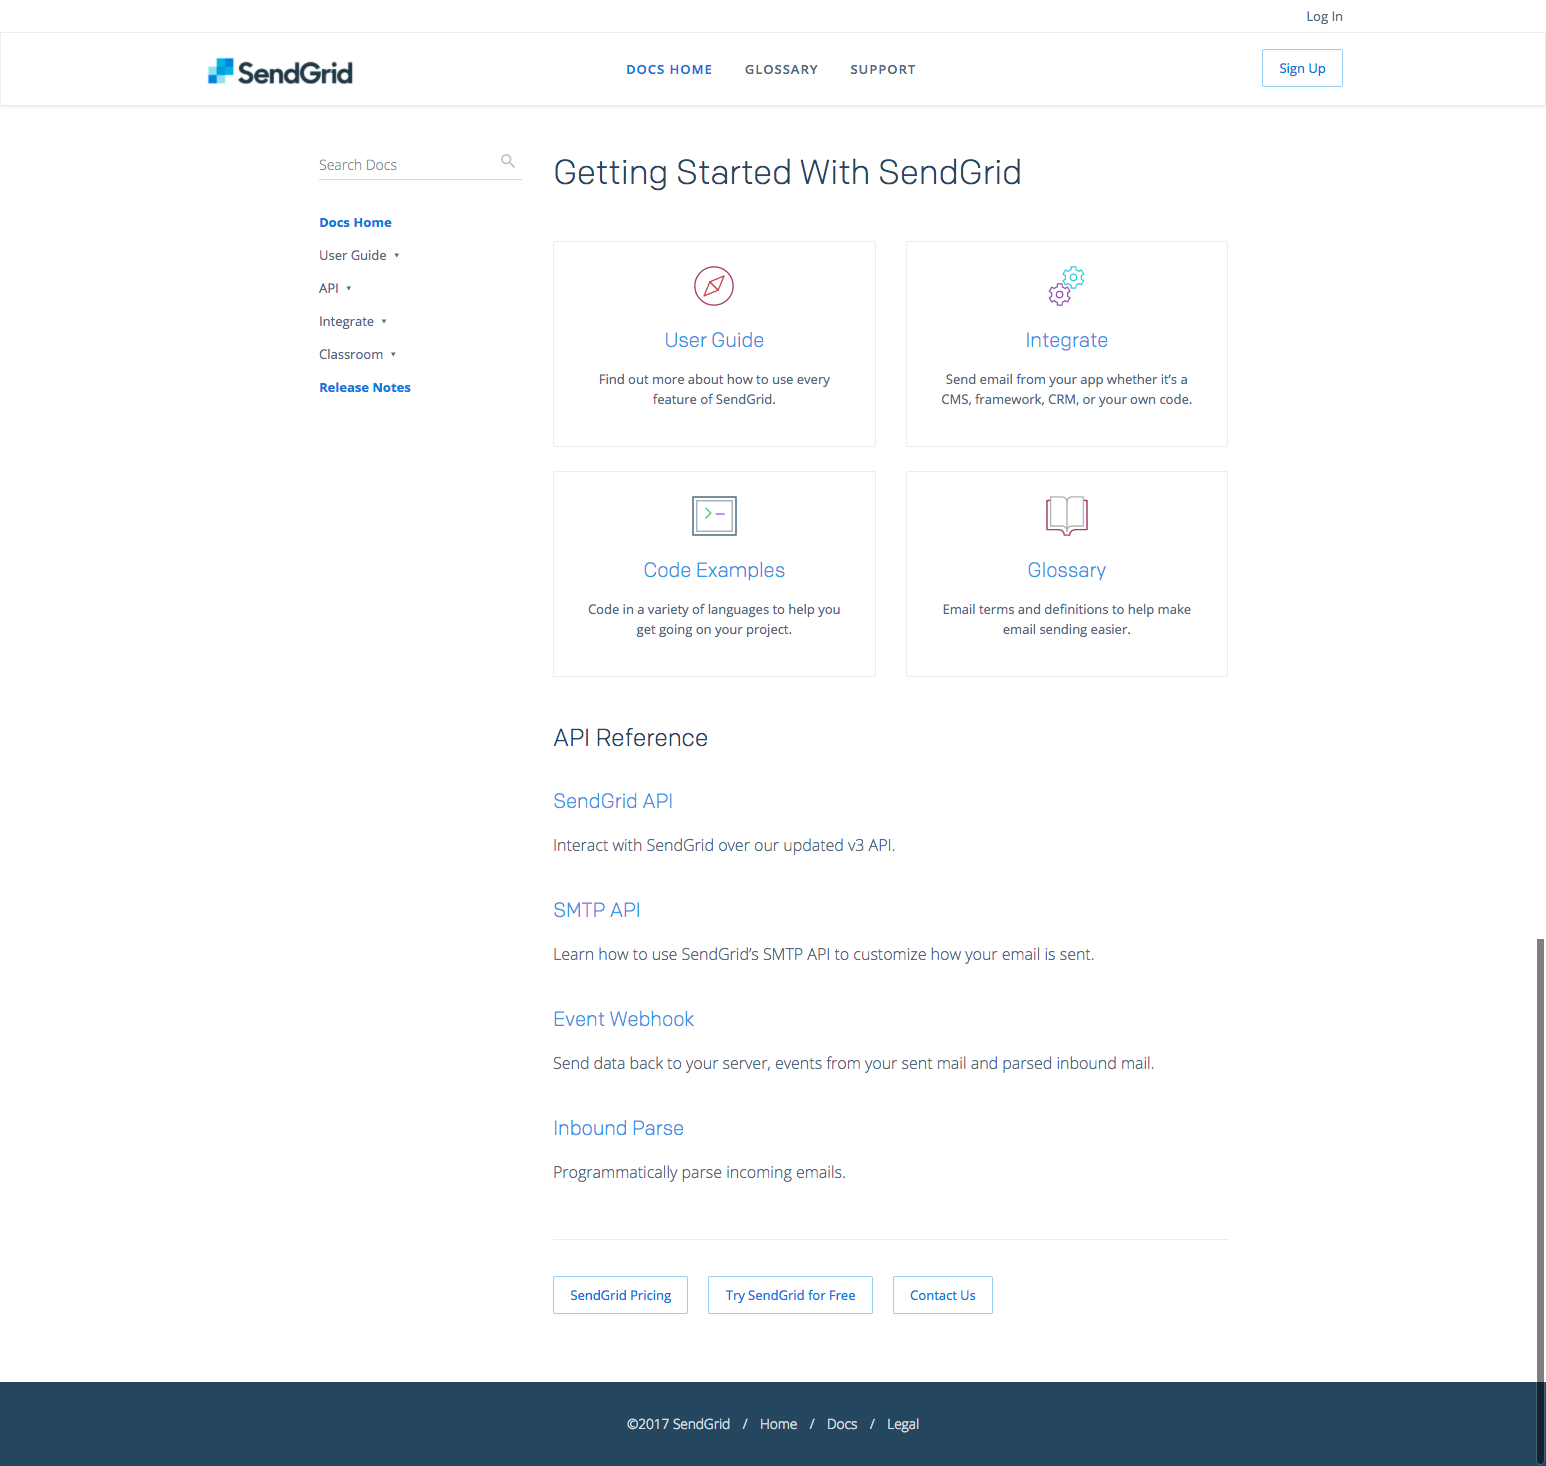 Log In
SendGrid
DOCS HOME
GLOSSARY
SUPPORT
Sign Up
Search Docs
Docs Home
User Guide
API
Integrate
Classroom
Release Notes
Getting Started With SendGrid
User Guide
Find out more about how to use every
feature of SendGrid.
Integrate
Send email from your app whether it's a
CMS, framework, CRM, or your own code.
Code Examples
Code in a variety of languages to help you
get going on your project.
Glossary
Email terms and definitions to help make
email sending easier.
API Reference
SendGrid API
Interact with SendGrid over our updated v3 API.
SMTP API
Learn how to use SendGrid’s SMTP API to customize how your email is sent.
Event Webhook
Send data back to your server, events from your sent mail and parsed inbound mail.
Inbound Parse
Programmatically parse incoming emails.
SendGrid Pricing
Try SendGrid for Free
Contact Us
©2017 SendGrid / Home / Docs / Legal